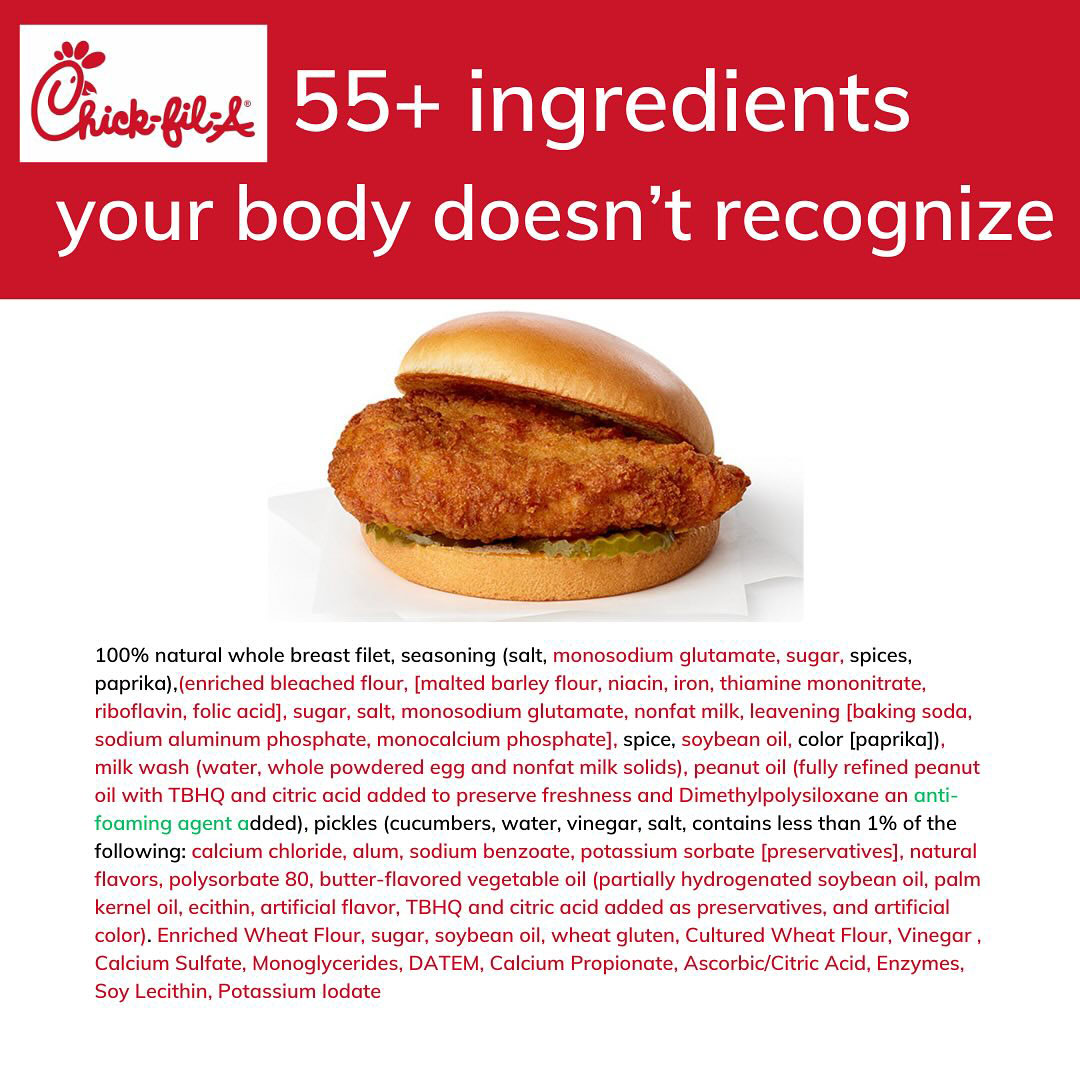 Chick-fil-A®
55+ ingredients
your body doesn’t recognize
100% natural whole breast filet, seasoning (salt, monosodium glutamate, sugar, spices,
paprika),(enriched bleached flour, [malted barley flour, niacin, iron, thiamine mononitrate,
riboflavin, folic acid], sugar, salt, monosodium glutamate, nonfat milk, leavening [baking soda,
sodium aluminum phosphate, monocalcium phosphate], spice, soybean oil, color [paprika]),
milk wash (water, whole powdered egg and nonfat milk solids), peanut oil (fully refined peanut
oil with TBHQ and citric acid added to preserve freshness and Dimethylpolysiloxane an anti-
foaming agent added), pickles (cucumbers, water, vinegar, salt, contains less than 1% of the
following: calcium chloride, alum, sodium benzoate, potassium sorbate [preservatives], natural
flavors, polysorbate 80, butter-flavored vegetable oil (partially hydrogenated soybean oil, palm
kernel oil, ecithin, artificial flavor, TBHQ and citric acid added as preservatives, and artificial
color). Enriched Wheat Flour, sugar, soybean oil, wheat gluten, Cultured Wheat Flour, Vinegar ,
Calcium Sulfate, Monoglycerides, DATEM, Calcium Propionate, Ascorbic/Citric Acid, Enzymes,
Soy Lecithin, Potassium Iodate